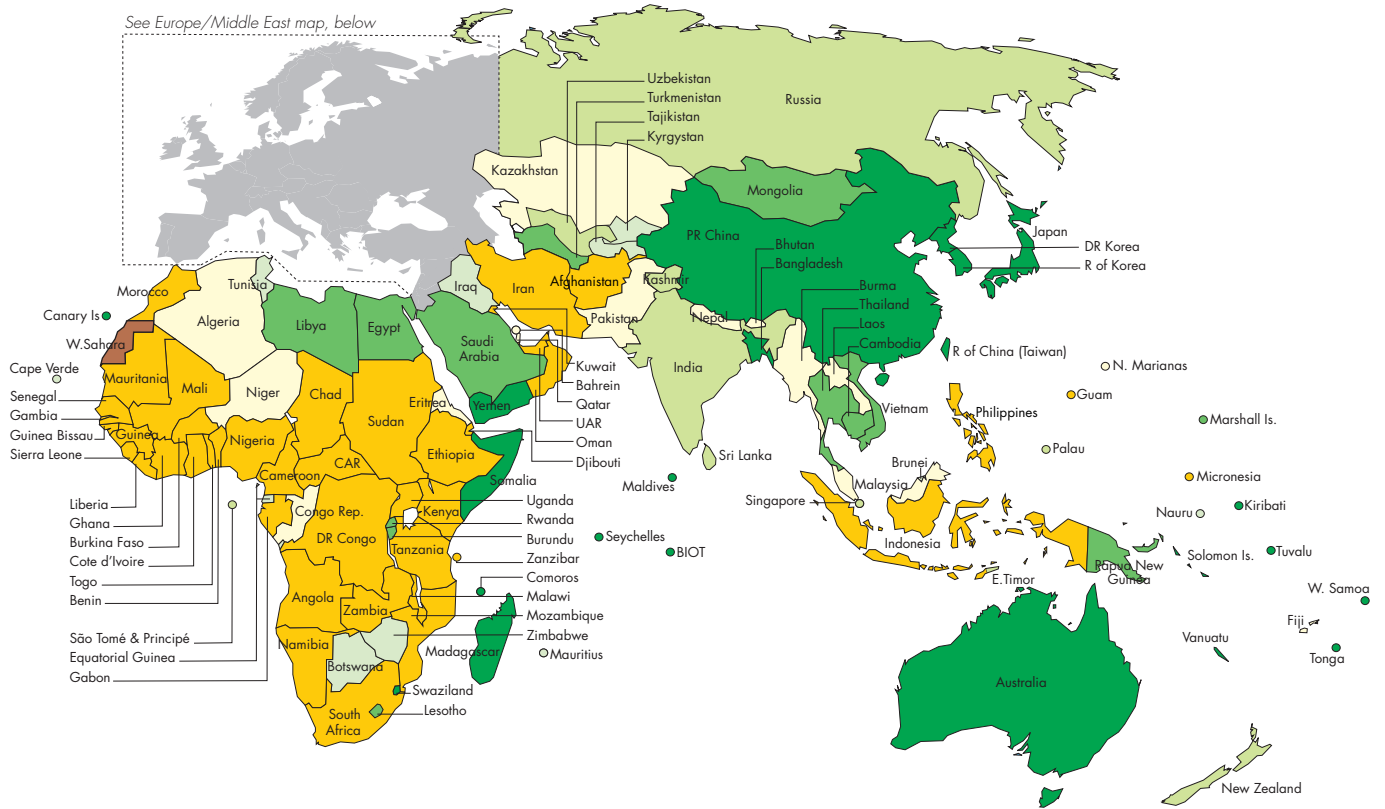 See Europe/Middle East map, below
Uzbekistan
Turkmenistan
Tajikistan
Kyrgystan
Russia
Kazakhstan
Mongolia
PR China
Japan
Bhutan
Bangladesh
DR Korea
R of Korea
Morocco
Tunisia
Iraq
Iran
Afghanistan
Kashmir
Burma
Thailand
Laos
Cambodia
Canary Is
Algeria
Libya
Egypt
Pakistan
Nepal
W.Sahara
Saudi
Arabia
R of China (Taiwan)
Cape Verde
Mauritania
Mali
Niger
Chad
Kuwait
India
N. Marianas
Senegal
Bahrein
Guam
Gambia
Eritrea
Yemen
Qatar
Vietnam
Philippines
Marshall Is.
Guinea Bissau
Guinea
Nigeria
Sudan
UAR
Sierra Leone
Oman
Palau
CAR
Ethiopia
Djibouti
Sri Lanka
Brunei
Cameroon
Somalia
Maldives
Malaysia
Micronesia
Liberia
Uganda
Singapore
Ghana
Congo Rep.
Kenya
Rwanda
Nauru
Kiribati
Burkina Faso
DR Congo
Burundu
Seychelles
Indonesia
Cote d'Ivoire
Tanzania
Zanzibar
BIOT
Solomon Is.
Tuvalu
Togo
Comoros
E.Timor
Papua New
Guinea
Benin
Angola
Malawi
W. Samoa
Zambia
Mozambique
Fiji
São Tomé & Principé
Namibia
Zimbabwe
Vanuatu
Equatorial Guinea
Botswana
Madagascar
Mauritius
Tonga
Gabon
Swaziland
Australia
South
Africa
Lesotho
New Zealand